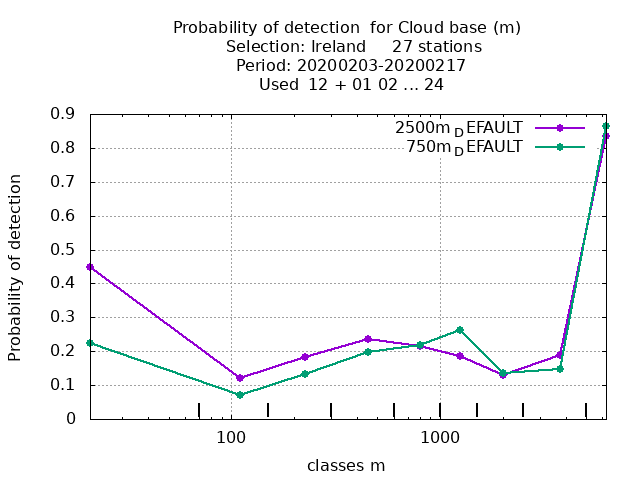 Probability of detection  for Cloud base (m)
Selection: Ireland     27 stations
Period: 20200203-20200217
Used  12 + 01 02 ... 24
2500m_DEFAULT
750m_DEFAULT
Probability of detection
0.9
0.8
0.7
0.6
0.5
0.4
0.3
0.2
0.1
0
100
1000
classes m